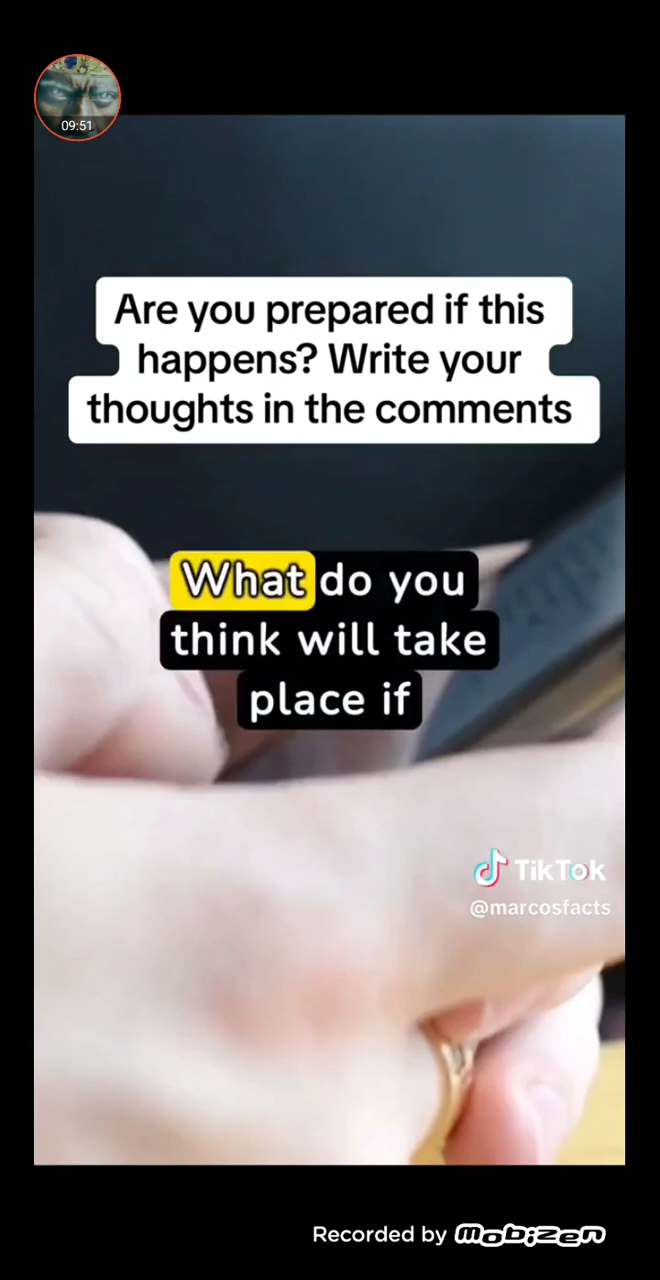 09:51
Are you prepared if this
happens? Write your
thoughts in the comments
What do you
think will take
place if
TikTok
@marcosfacts
Recorded by mobizen